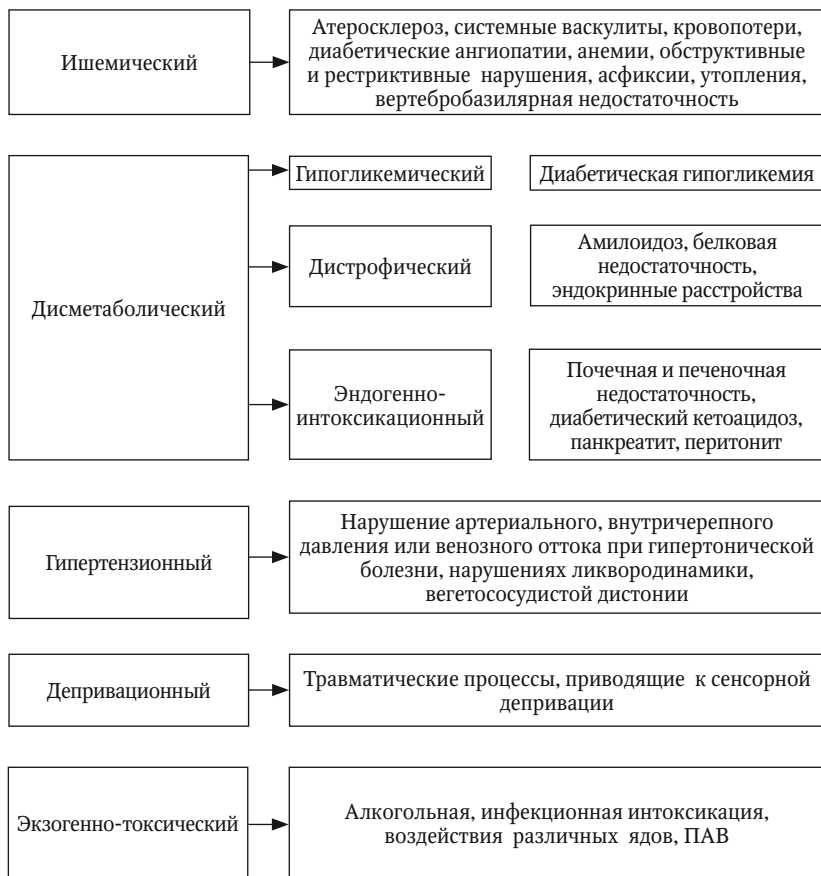 Ишемический
Атеросклероз, системные васкулиты, кровопотери,
диабетические ангиопатии, анемии, обструктивные
и рестриктивные нарушения, асфиксии, утопления,
вертебробазилярная недостаточность
Дисметаболический
Гипогликемический
Диабетическая гипогликемия
Дистрофический
Амилоидоз, белковая
недостаточность,
эндокринные расстройства
Эндогенно-
интоксикационный
Почечная и печеночная
недостаточность,
диабетический кетоацидоз,
панкреатит, перитонит
Гипертензионный
Нарушение артериального, внутричерепного
давления или венозного оттока при гипертонической
болезни, нарушениях ликвородинамики,
вегетососудистой дистонии
Депривационный
Травматические процессы, приводящие к сенсорной
депривации
Экзогенно-токсический
Алкогольная, инфекционная интоксикация,
воздействия различных ядов, ПАВ